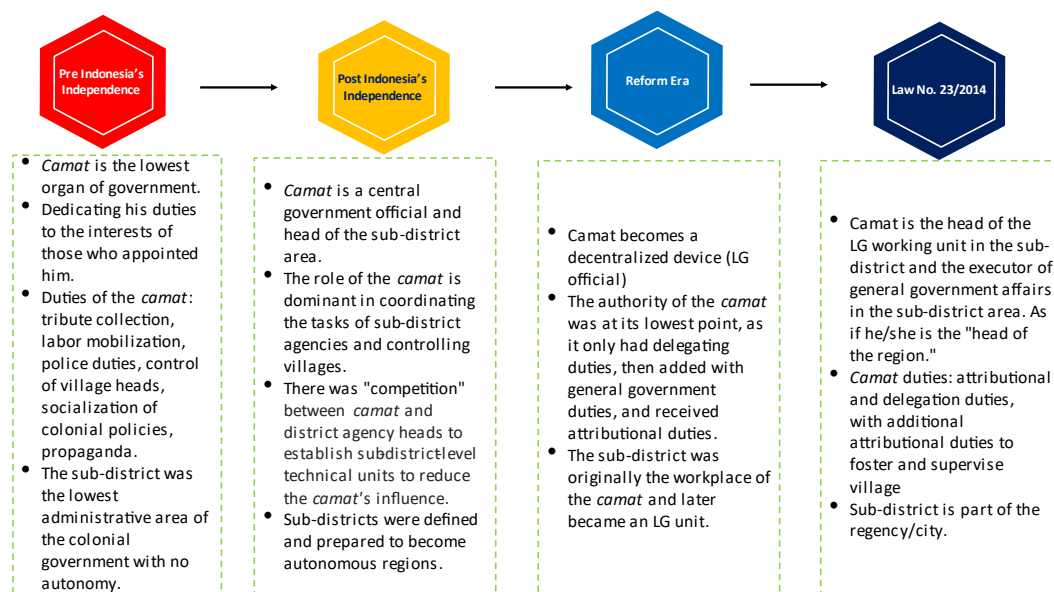 Pre Indonesia's
Independence
Post Indonesia's
Independence
Reform Era
Law No. 23/2014
• Camat is the lowest
organ of government.
• Dedicating his duties
to the interests of
those who appointed
him.
• Duties of the camat:
tribute collection,
labor mobilization,
police duties, control
of village heads,
socialization of
colonial policies,
propaganda.
• The sub-district was
the lowest
administrative area of
the colonial
government with no
autonomy.
• Camat is a central
government official and
head of the sub-district
area.
• The role of the camat is
dominant in coordinating
the tasks of sub-district
agencies and controlling
villages.
• There was "competition"
between camat and
district agency heads to
establish subdistrictlevel
technical units to reduce
the camat's influence.
• Sub-districts were defined
and prepared to become
autonomous regions.
• Camat becomes a
decentralized device (LG
official)
• The authority of the camat
was at its lowest point, as
it only had delegating
duties, then added with
general government
duties, and received
attributional duties.
• The sub-district was
originally the workplace of
the camat and later
became an LG unit.
• Camat is the head of the
LG working unit in the sub-
district and the executor of
general government affairs
in the sub-district area. As
if he/she is the "head of
the region."
• Camat duties: attributional
and delegation duties,
with additional
attributional duties to
foster and supervise
village
• Sub-district is part of the
regency/city.